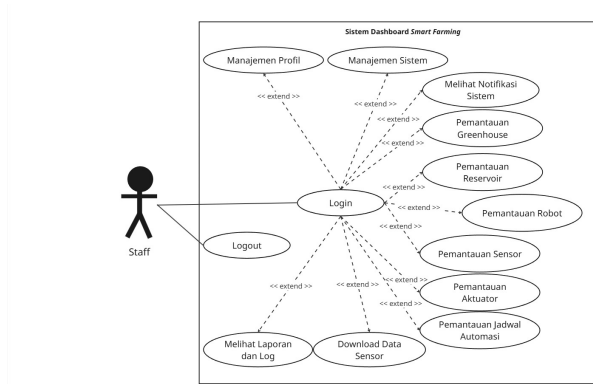 Sistem Dashboard Smart Farming
Manajemen Profil
Manajemen Sistem
<< extend >>
<< extend >>
Melihat Notifikasi
Sistem
<< extend >>
Pemantauan
Greenhouse
<< extend >>
Pemantauan
Reservoir
<< extend >>
Login
<< extend >>
Pemantauan Robot
<< extend >>
Logout
Staff
Pemantauan Sensor
<< extend >>
<< extend >>
<< extend >>
Pemantauan
Aktuator
<< extend >>
Pemantauan Jadwal
Automasi
Melihat Laporan
dan Log
Download Data
Sensor